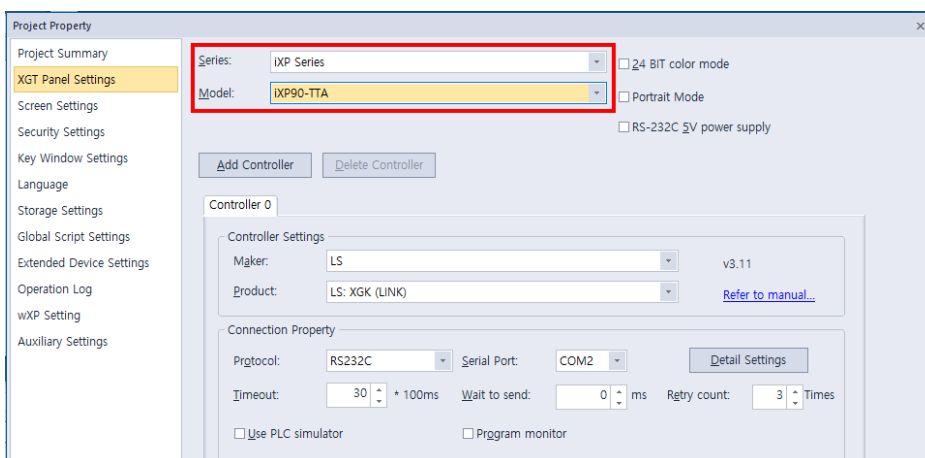 Project Property
Project Summary
XGT Panel Settings
Screen Settings
Security Settings
Key Window Settings
Language
Storage Settings
Global Script Settings
Extended Device Settings
Operation Log
wXP Setting
Auxiliary Settings
Series: iXP Series
24 BIT color mode
Model: iXP90-TTA
Portrait Mode
RS-232C 5V power supply
Add Controller Delete Controller
Controller 0
Controller Settings
Maker: LS v3.11
Product: LS: XGK (LINK) Refer to manual...
Connection Property
Protocol: RS232C Serial Port: COM2 Detail Settings
Timeout: 30 * 100ms Wait to send: 0 ms Retry count: 3 Times
Use PLC simulator Program monitor